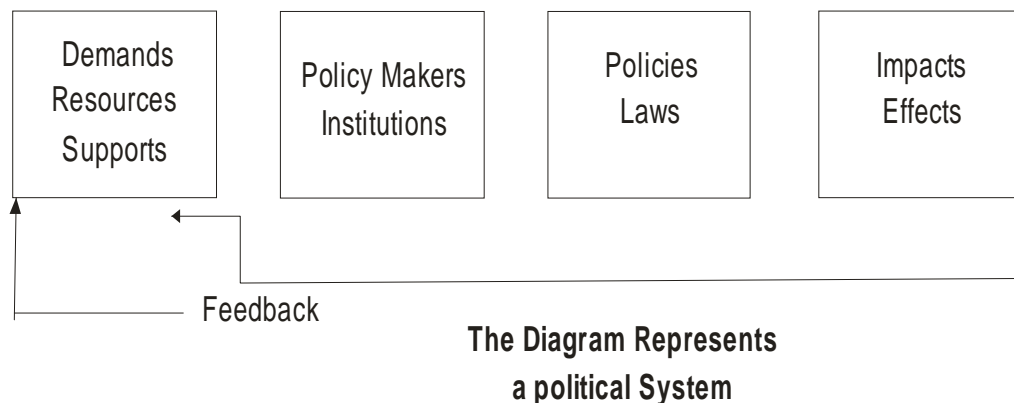 Demands
Resources
Supports
Policy Makers
Institutions
Policies
Laws
Impacts
Effects
Feedback
The Diagram Represents
a political System